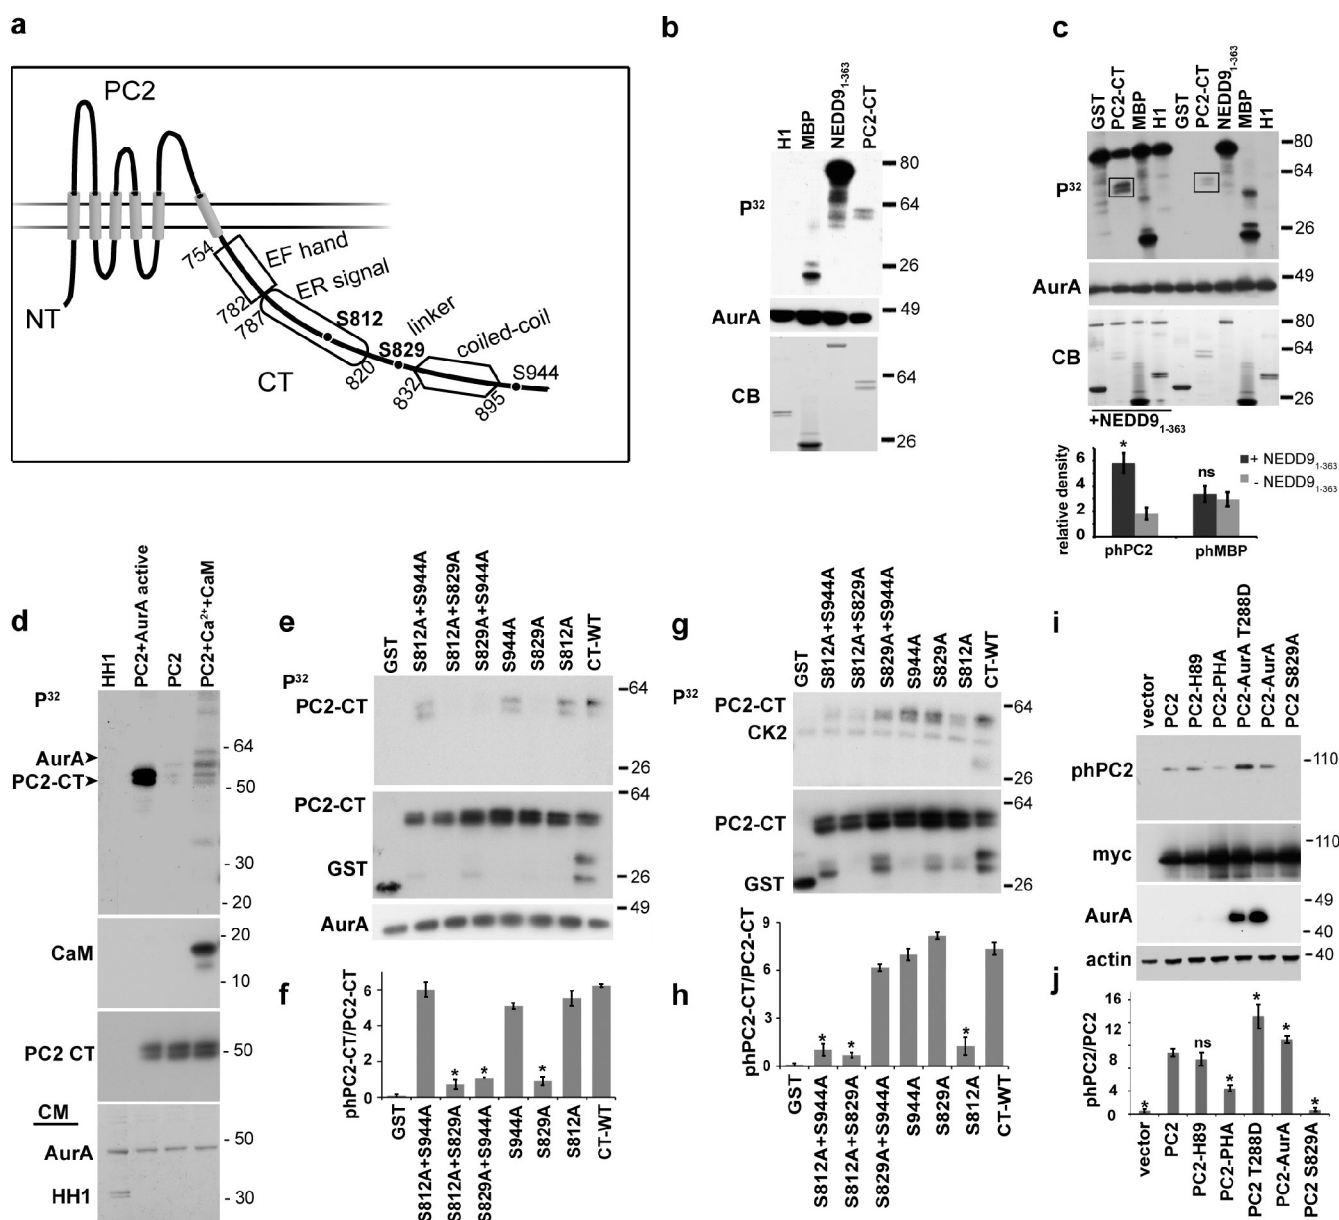 a
PC2
NT
CT
754
EF hand
782
787
ER signal
S812
820
linker
S829
832
coiled-coil
895
S944
b
H1
MBP
NEDD9₁₋₃₆₃
PC2-CT
P³²
80
64
26
AurA
49
CB
64
26
c
GST
PC2-CT
MBP
H1
GST
PC2-CT
NEDD9₁₋₃₆₃
MBP
H1
P³²
80
64
26
AurA
49
CB
80
64
26
+NEDD9₁₋₃₆₃
relative density
6
4
2
0
*
ns
+ NEDD9₁₋₃₆₃
- NEDD9₁₋₃₆₃
phPC2
phMBP
d
HH1
PC2+AurA active
PC2
PC2+Ca²⁺+CaM
P³²
AurA
PC2-CT
- 64
- 50
- 30
- 20
CaM
- 20
- 10
PC2 CT
- 50
CM
AurA
HH1
- 50
- 30
e
GST
S812A+S944A
S812A+S829A
S829A+S944A
S944A
S829A
S812A
CT-WT
P³²
PC2-CT
64
26
PC2-CT
GST
64
26
AurA
49
f
phPC2-CT/PC2-CT
6
4
2
0
* * *
GST
S812A+S944A
S812A+S829A
S829A+S944A
S944A
S829A
S812A
CT-WT
g
GST
S812A+S944A
S812A+S829A
S829A+S944A
S944A
S829A
S812A
CT-WT
P³²
PC2-CT
CK2
64
26
PC2-CT
GST
64
26
h
phPC2-CT/PC2-CT
9
6
3
0
* * *
GST
S812A+S944A
S812A+S829A
S829A+S944A
S944A
S829A
S812A
CT-WT
i
vector
PC2
PC2-H89
PC2-PHA
PC2-AurA T288D
PC2-AurA
PC2 S829A
phPC2
-110
myc
-110
AurA
-49
40
actin
-40
j
phPC2/PC2
16
12
8
4
0
* ns * * * *
vector
PC2
PC2-H89
PC2-PHA
PC2 T288D
PC2-AurA
PC2 S829A